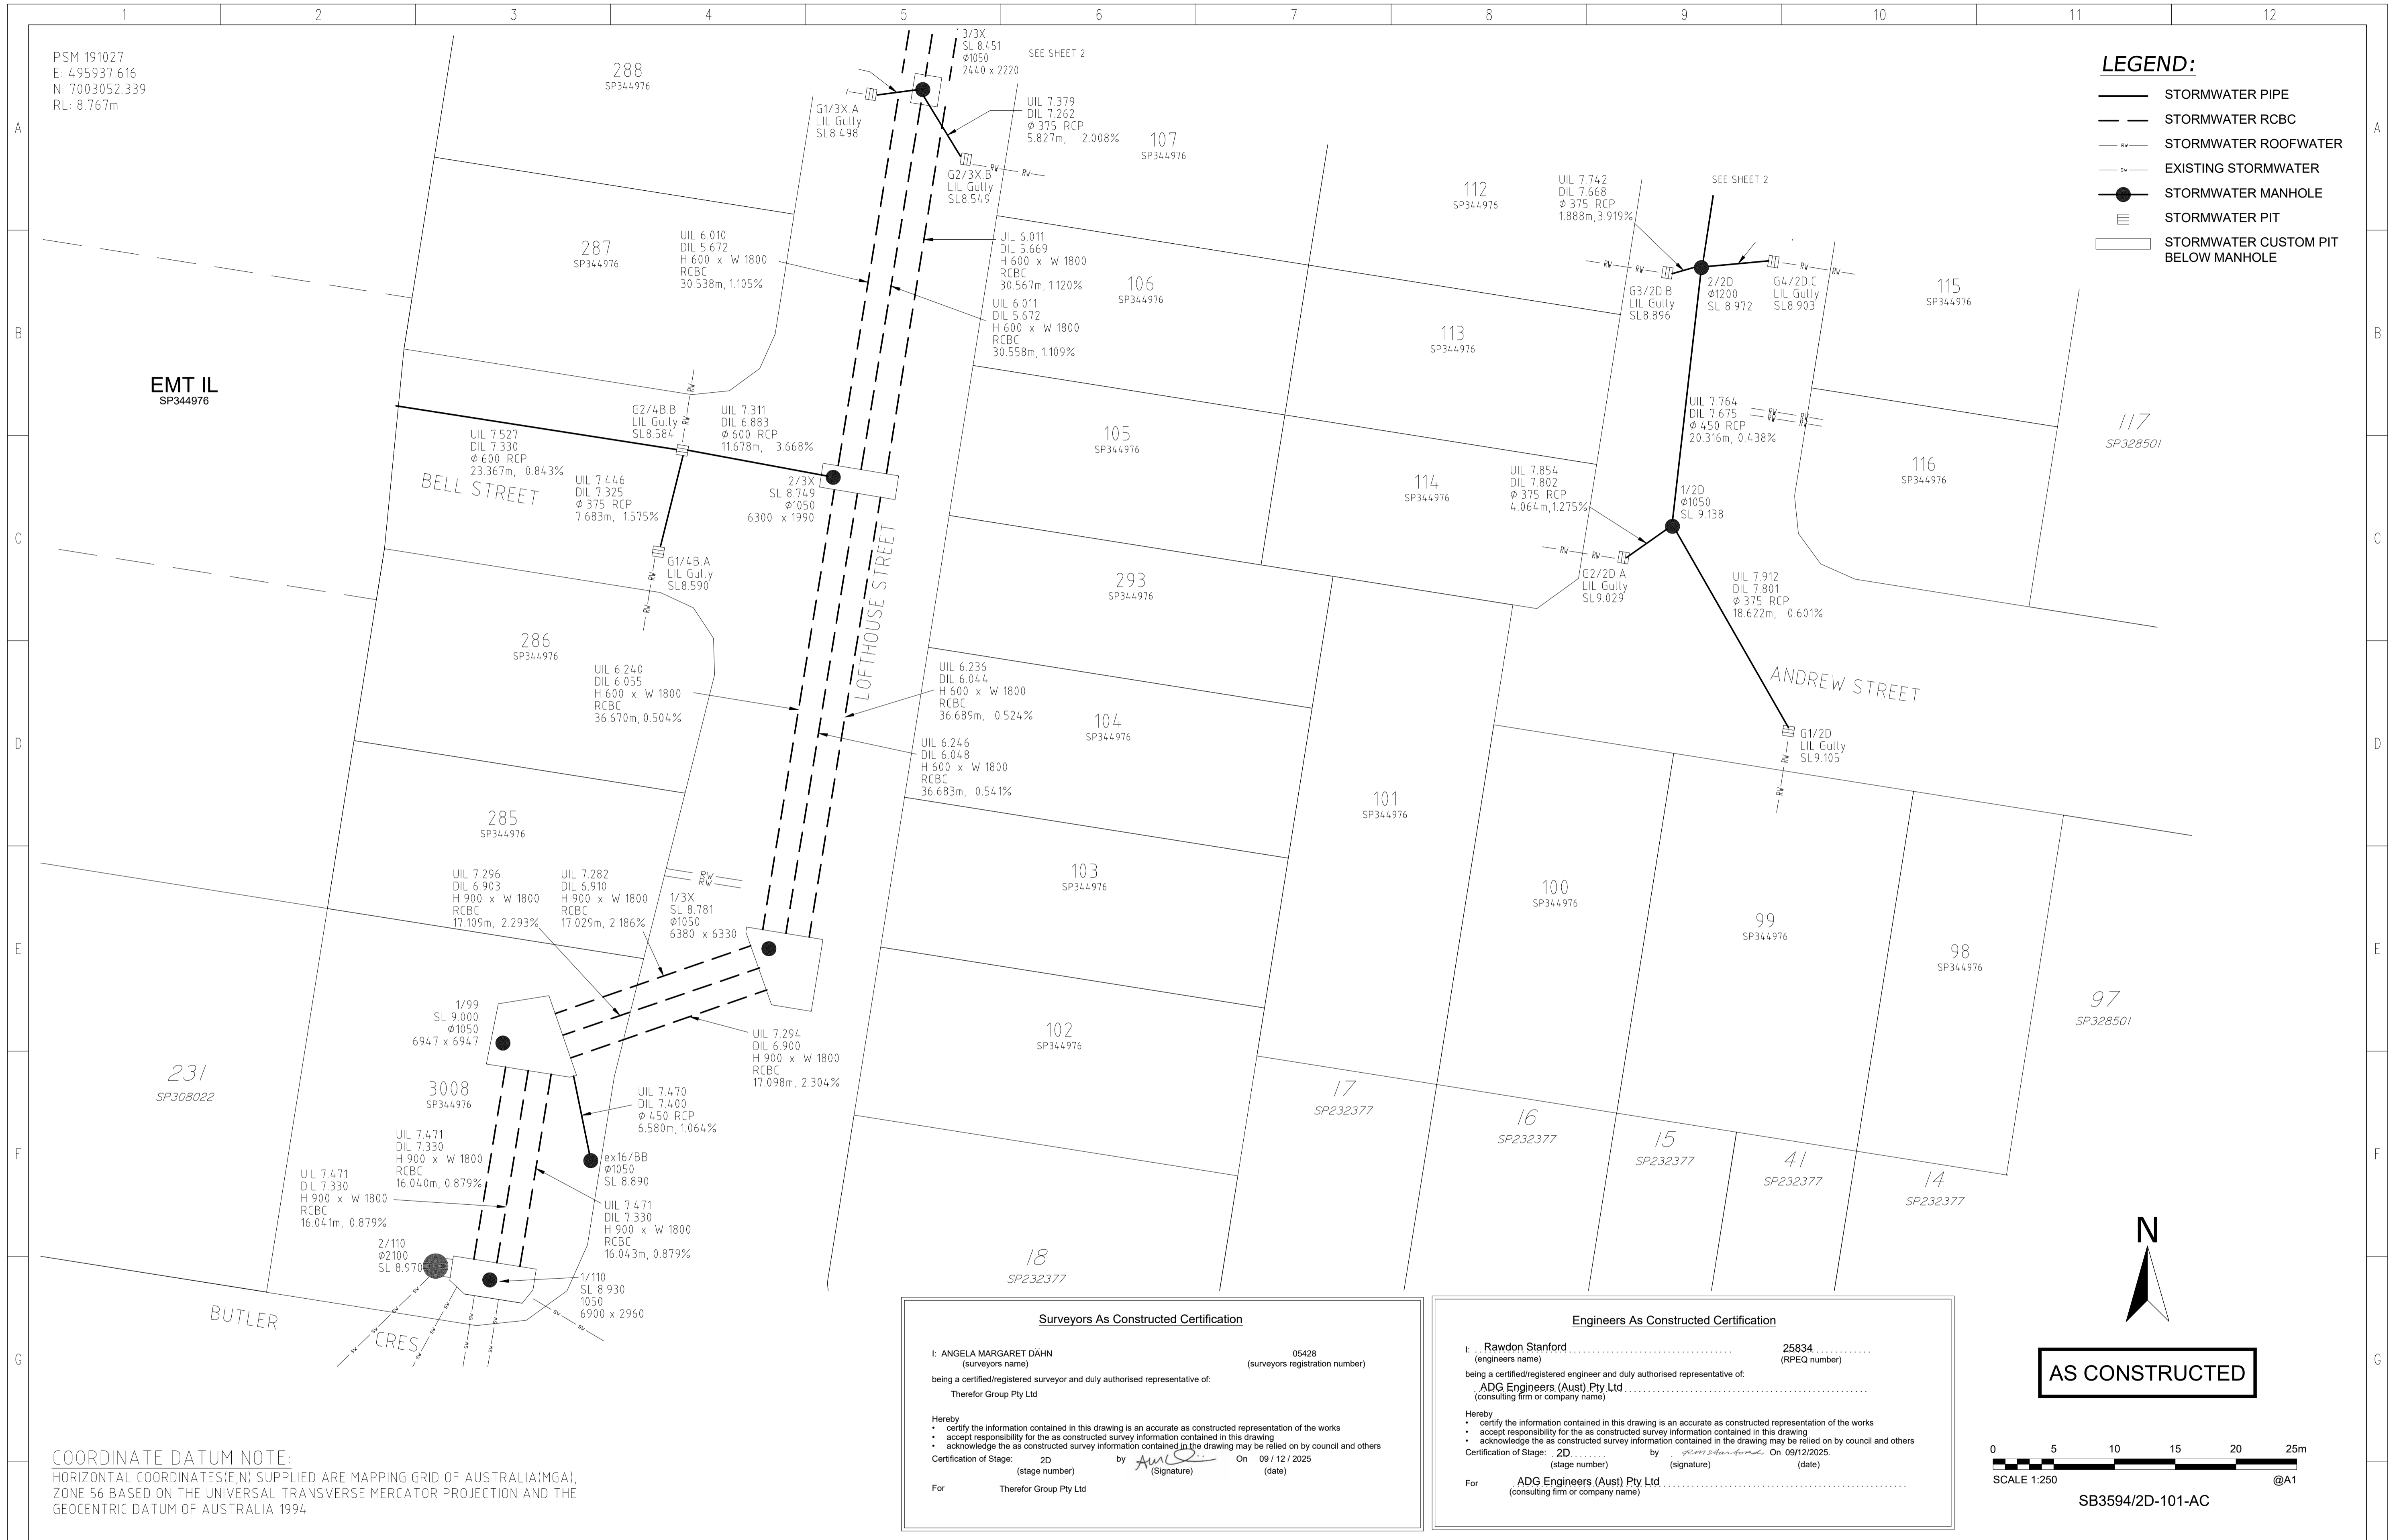 1 2 3 4 5 6 7 8 9 10 11 12
A
B
C
D
E
F
G
A
B
C
D
E
F
G
PSM 191027
E: 495937.616
N: 7003052.339
RL: 8.767m
288
SP344976
3/3X
SL 8.451
Ø1050
2440 x 2220
SEE SHEET 2
G1/3X.A
LIL Gully
SL8.498
UIL 7.379
DIL 7.262
Ø 375 RCP
5.827m, 2.008%
107
SP344976
G2/3X.B
LIL Gully
SL8.549
RW RW
112
SP344976
UIL 7.742
DIL 7.668
Ø 375 RCP
1.888m,3.919%
SEE SHEET 2
LEGEND:
STORMWATER PIPE
STORMWATER RCBC
RW STORMWATER ROOFWATER
SW EXISTING STORMWATER
STORMWATER MANHOLE
STORMWATER PIT
STORMWATER CUSTOM PIT
BELOW MANHOLE
287
SP344976
UIL 6.010
DIL 5.672
H 600 x W 1800
RCBC
30.538m, 1.105%
UIL 6.011
DIL 5.669
H 600 x W 1800
RCBC
30.567m, 1.120%
UIL 6.011
DIL 5.672
H 600 x W 1800
RCBC
30.558m, 1.109%
106
SP344976
RW RW
G3/2D.B
LIL Gully
SL8.896
2/2D
Ø1200
SL 8.972
G4/2D.C
LIL Gully
SL8.903
RW RW
115
SP344976
113
SP344976
EMT IL
SP344976
RW
RW
G2/4B.B
LIL Gully
SL8.584
UIL 7.311
DIL 6.883
Ø 600 RCP
11.678m, 3.668%
UIL 7.527
DIL 7.330
Ø 600 RCP
23.367m, 0.843%
BELL STREET
UIL 7.446
DIL 7.325
Ø 375 RCP
7.683m, 1.575%
2/3X
SL 8.749
Ø1050
6300 x 1990
105
SP344976
114
SP344976
UIL 7.764
DIL 7.675
Ø 450 RCP
20.316m, 0.438%
RW RW
RW RW
117
SP328501
116
SP344976
UIL 7.854
DIL 7.802
Ø 375 RCP
4.064m,1.275%
1/2D
Ø1050
SL 9.138
G1/4B.A
LIL Gully
SL8.590
RW
RW
LOFTHOUSE STREET
293
SP344976
RW RW
G2/2D.A
LIL Gully
SL9.029
UIL 7.912
DIL 7.801
Ø 375 RCP
18.622m, 0.601%
286
SP344976
UIL 6.240
DIL 6.055
H 600 x W 1800
RCBC
36.670m, 0.504%
UIL 6.236
DIL 6.044
H 600 x W 1800
RCBC
36.689m, 0.524%
UIL 6.246
DIL 6.048
H 600 x W 1800
RCBC
36.683m, 0.541%
104
SP344976
ANDREW STREET
G1/2D
LIL Gully
SL9.105
RW
RW
285
SP344976
101
SP344976
103
SP344976
100
SP344976
99
SP344976
98
SP344976
97
SP328501
UIL 7.296
DIL 6.903
H 900 x W 1800
RCBC
17.109m, 2.293%
UIL 7.282
DIL 6.910
H 900 x W 1800
RCBC
17.029m, 2.186%
RW
RW
1/3X
SL 8.781
Ø1050
6380 x 6330
1/99
SL 9.000
Ø1050
6947 x 6947
UIL 7.294
DIL 6.900
H 900 x W 1800
RCBC
17.098m, 2.304%
102
SP344976
231
SP308022
3008
SP344976
UIL 7.470
DIL 7.400
Ø 450 RCP
6.580m,1.064%
17
SP232377
16
SP232377
15
SP232377
41
SP232377
14
SP232377
UIL 7.471
DIL 7.330
H 900 x W 1800
RCBC
16.040m, 0.879%
UIL 7.471
DIL 7.330
H 900 x W 1800
RCBC
16.041m, 0.879%
ex16/BB
Ø1050
SL 8.890
UIL 7.471
DIL 7.330
H 900 x W 1800
RCBC
16.043m, 0.879%
2/110
Ø2100
SL 8.970
1/110
SL 8.930
1050
6900 x 2960
18
SP232377
BUTLER CRES
SW SW SW SW SW
SW SW SW SW SW
N
AS CONSTRUCTED
Surveyors As Constructed Certification
I: ANGELA MARGARET DÄHN 05428
(surveyors name) (surveyors registration number)
being a certified/registered surveyor and duly authorised representative of:
Therefor Group Pty Ltd
Hereby
• certify the information contained in this drawing is an accurate as constructed representation of the works
• accept responsibility for the as constructed survey information contained in this drawing
• acknowledge the as constructed survey information contained in the drawing may be relied on by council and others
Certification of Stage: 2D by On 09 / 12 / 2025
(stage number) (Signature) (date)
For Therefor Group Pty Ltd
Engineers As Constructed Certification
I: Rawdon Stanford 25834
(engineers name) (RPEQ number)
being a certified/registered engineer and duly authorised representative of:
ADG Engineers (Aust) Pty Ltd
(consulting firm or company name)
Hereby
• certify the information contained in this drawing is an accurate as constructed representation of the works
• accept responsibility for the as constructed survey information contained in this drawing
• acknowledge the as constructed survey information contained in the drawing may be relied on by council and others
Certification of Stage: 2D by On 09/12/2025.
(stage number) (signature) (date)
For ADG Engineers (Aust) Pty Ltd
(consulting firm or company name)
0 5 10 15 20 25m
SCALE 1:250 @A1
SB3594/2D-101-AC
COORDINATE DATUM NOTE:
HORIZONTAL COORDINATES(E,N) SUPPLIED ARE MAPPING GRID OF AUSTRALIA(MGA),
ZONE 56 BASED ON THE UNIVERSAL TRANSVERSE MERCATOR PROJECTION AND THE
GEOCENTRIC DATUM OF AUSTRALIA 1994.